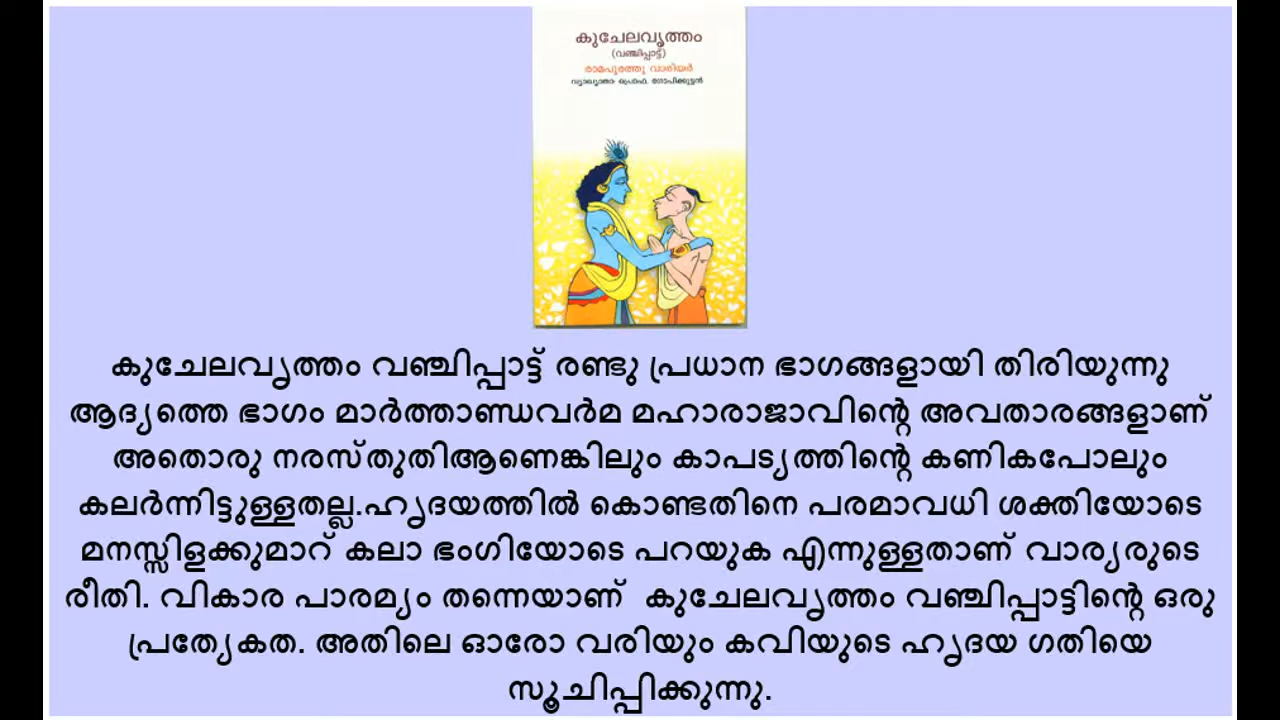 കുചേലവൃത്തം
(വഞ്ചിപ്പാട്ട്)
രാമപുരത്തു വാരിയർ
വ്യാഖ്യാതാ: പ്രൊഫ. ഗോപിക്കുട്ടൻ
കുചേലവൃത്തം വഞ്ചിപ്പാട്ട് രണ്ടു പ്രധാന ഭാഗങ്ങളായി തിരിയുന്നു
ആദ്യത്തെ ഭാഗം മാർത്താണ്ഡവർമ മഹാരാജാവിന്റെ അവതാരങ്ങളാണ്
അതൊരു നരസ്തുതിആണെങ്കിലും കാപട്യത്തിന്റെ കണികപോലും
കലർന്നിട്ടുള്ളതല്ല.ഹൃദയത്തിൽ കൊണ്ടതിനെ പരമാവധി ശക്തിയോടെ
മനസ്സിളക്കുമാറ് കലാ ഭംഗിയോടെ പറയുക എന്നുള്ളതാണ് വാര്യരുടെ
രീതി. വികാര പാരമ്യം തന്നെയാണ് കുചേലവൃത്തം വഞ്ചിപ്പാട്ടിന്റെ ഒരു
പ്രത്യേകത. അതിലെ ഓരോ വരിയും കവിയുടെ ഹൃദയ ഗതിയെ
സൂചിപ്പിക്കുന്നു.